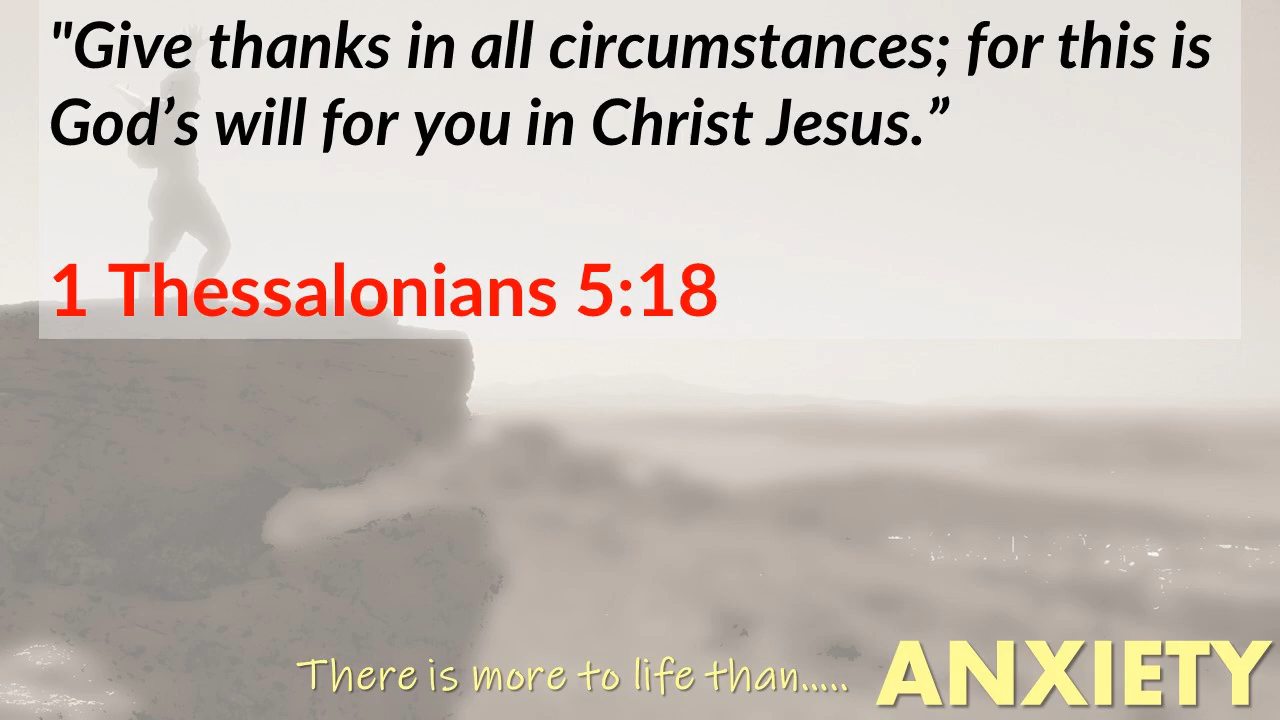 "Give thanks in all circumstances; for this is
God’s will for you in Christ Jesus.”
1 Thessalonians 5:18
There is more to life than..... ANXIETY